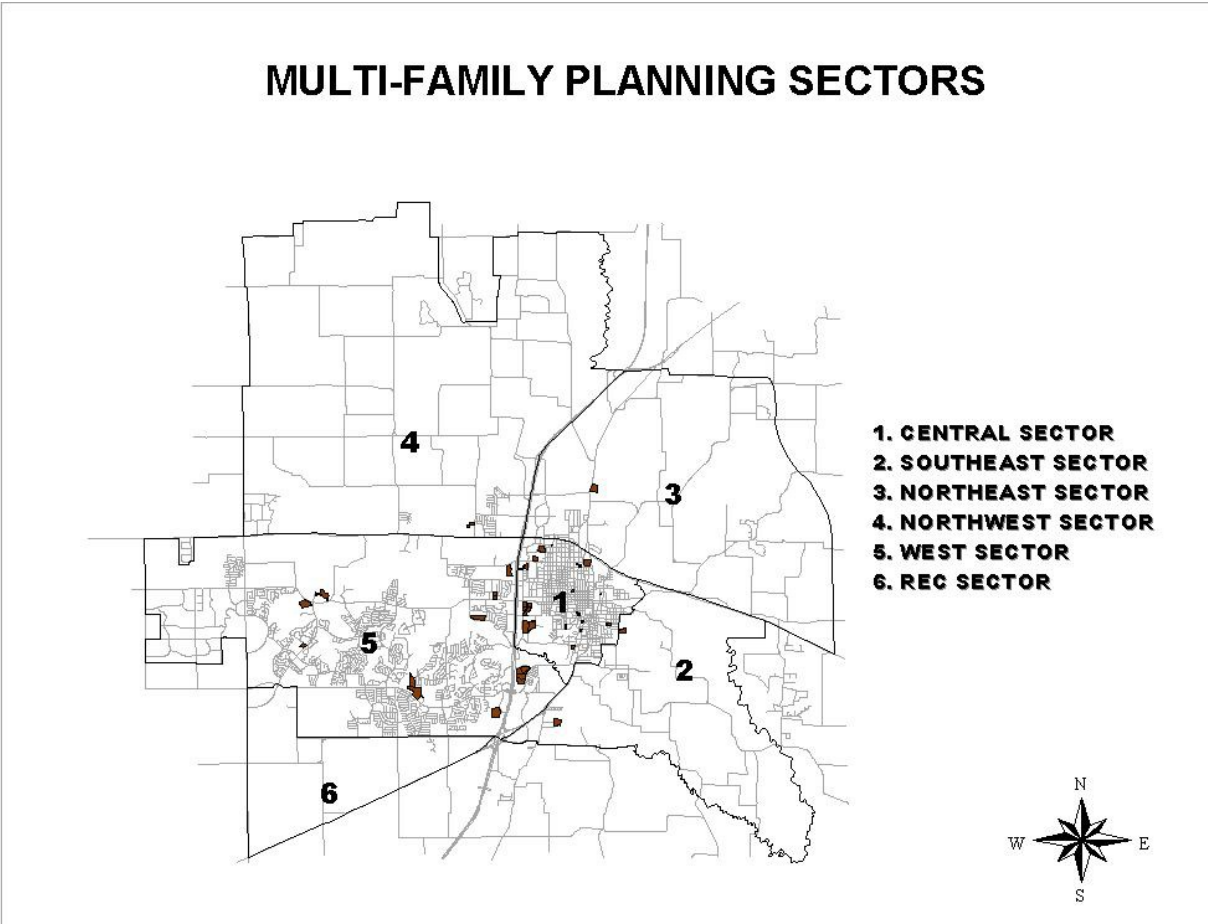 MULTI-FAMILY PLANNING SECTORS
4
3
1. CENTRAL SECTOR
2. SOUTHEAST SECTOR
3. NORTHEAST SECTOR
4. NORTHWEST SECTOR
5. WEST SECTOR
6. REC SECTOR
1
5
2
6
N
W
E
S